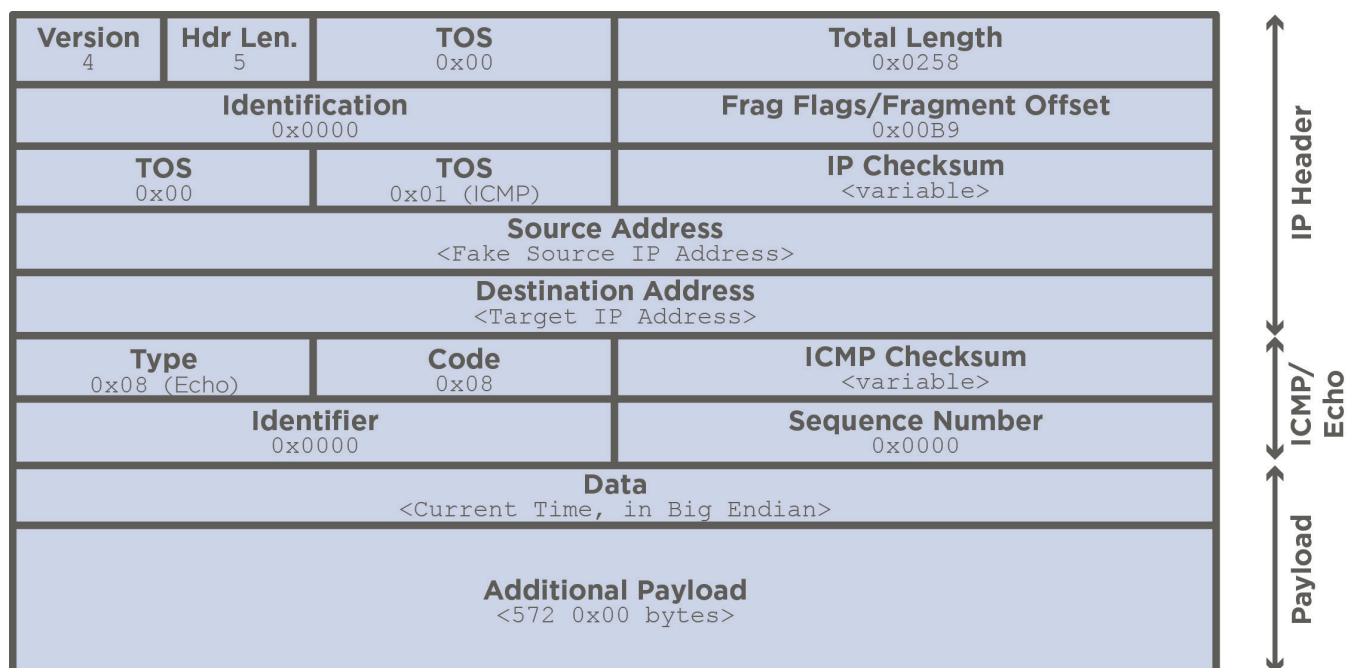 Version
4
Hdr Len.
5
TOS
0x00
Total Length
0x0258
Identification
0x0000
Frag Flags/Fragment Offset
0x00B9
TOS
0x00
TOS
0x01 (ICMP)
IP Checksum
<variable>
Source Address
<Fake Source IP Address>
Destination Address
<Target IP Address>
IP Header
Type
0x08 (Echo)
Code
0x08
ICMP Checksum
<variable>
Identifier
0x0000
Sequence Number
0x0000
ICMP/
Echo
Data
<Current Time, in Big Endian>
Additional Payload
<572 0x00 bytes>
Payload